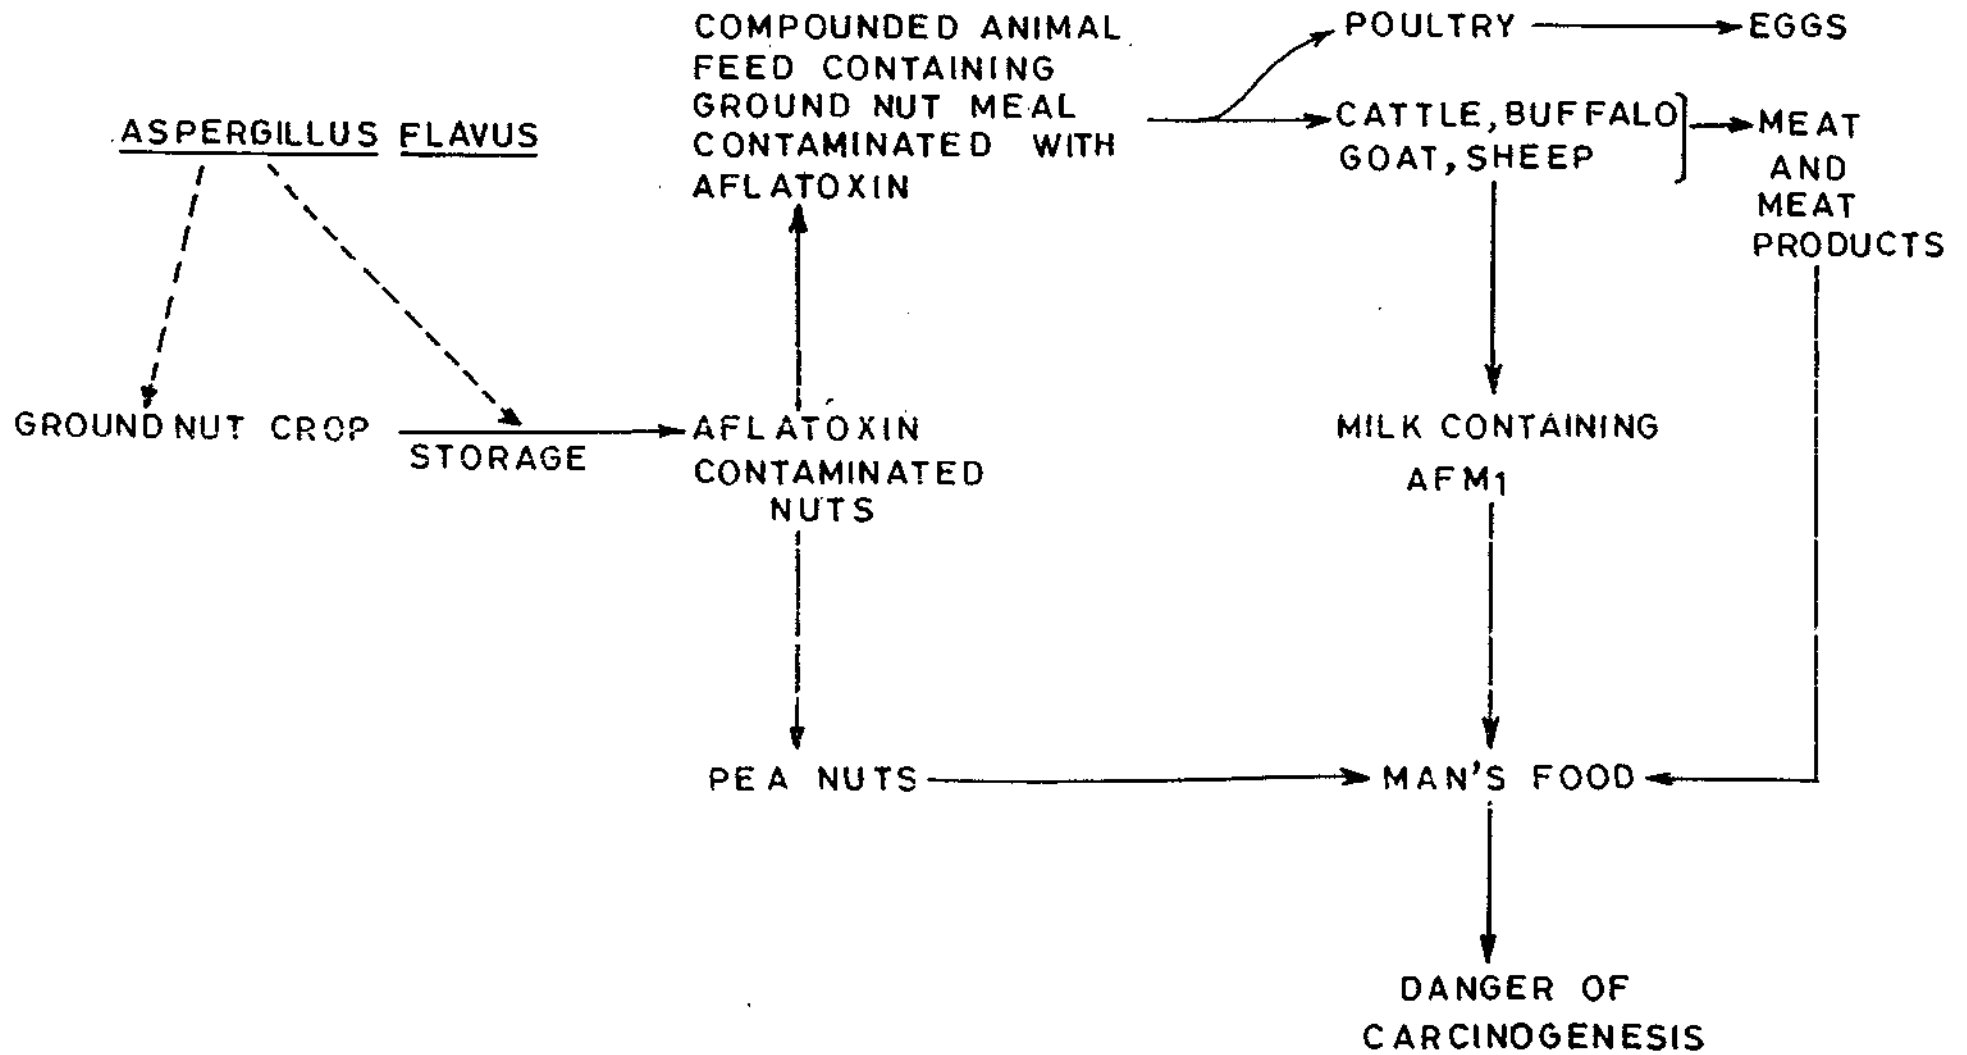 COMPOUNDED ANIMAL
FEED CONTAINING
GROUND NUT MEAL
CONTAMINATED WITH
AFLATOXIN
POULTRY
EGGS
CATTLE, BUFFALO
GOAT, SHEEP
MEAT
AND
MEAT
PRODUCTS
ASPERGILLUS FLAVUS
GROUND NUT CROP
STORAGE
AFLATOXIN
CONTAMINATED
NUTS
MILK CONTAINING
AFM1
PEA NUTS
MAN'S FOOD
DANGER OF
CARCINOGENESIS